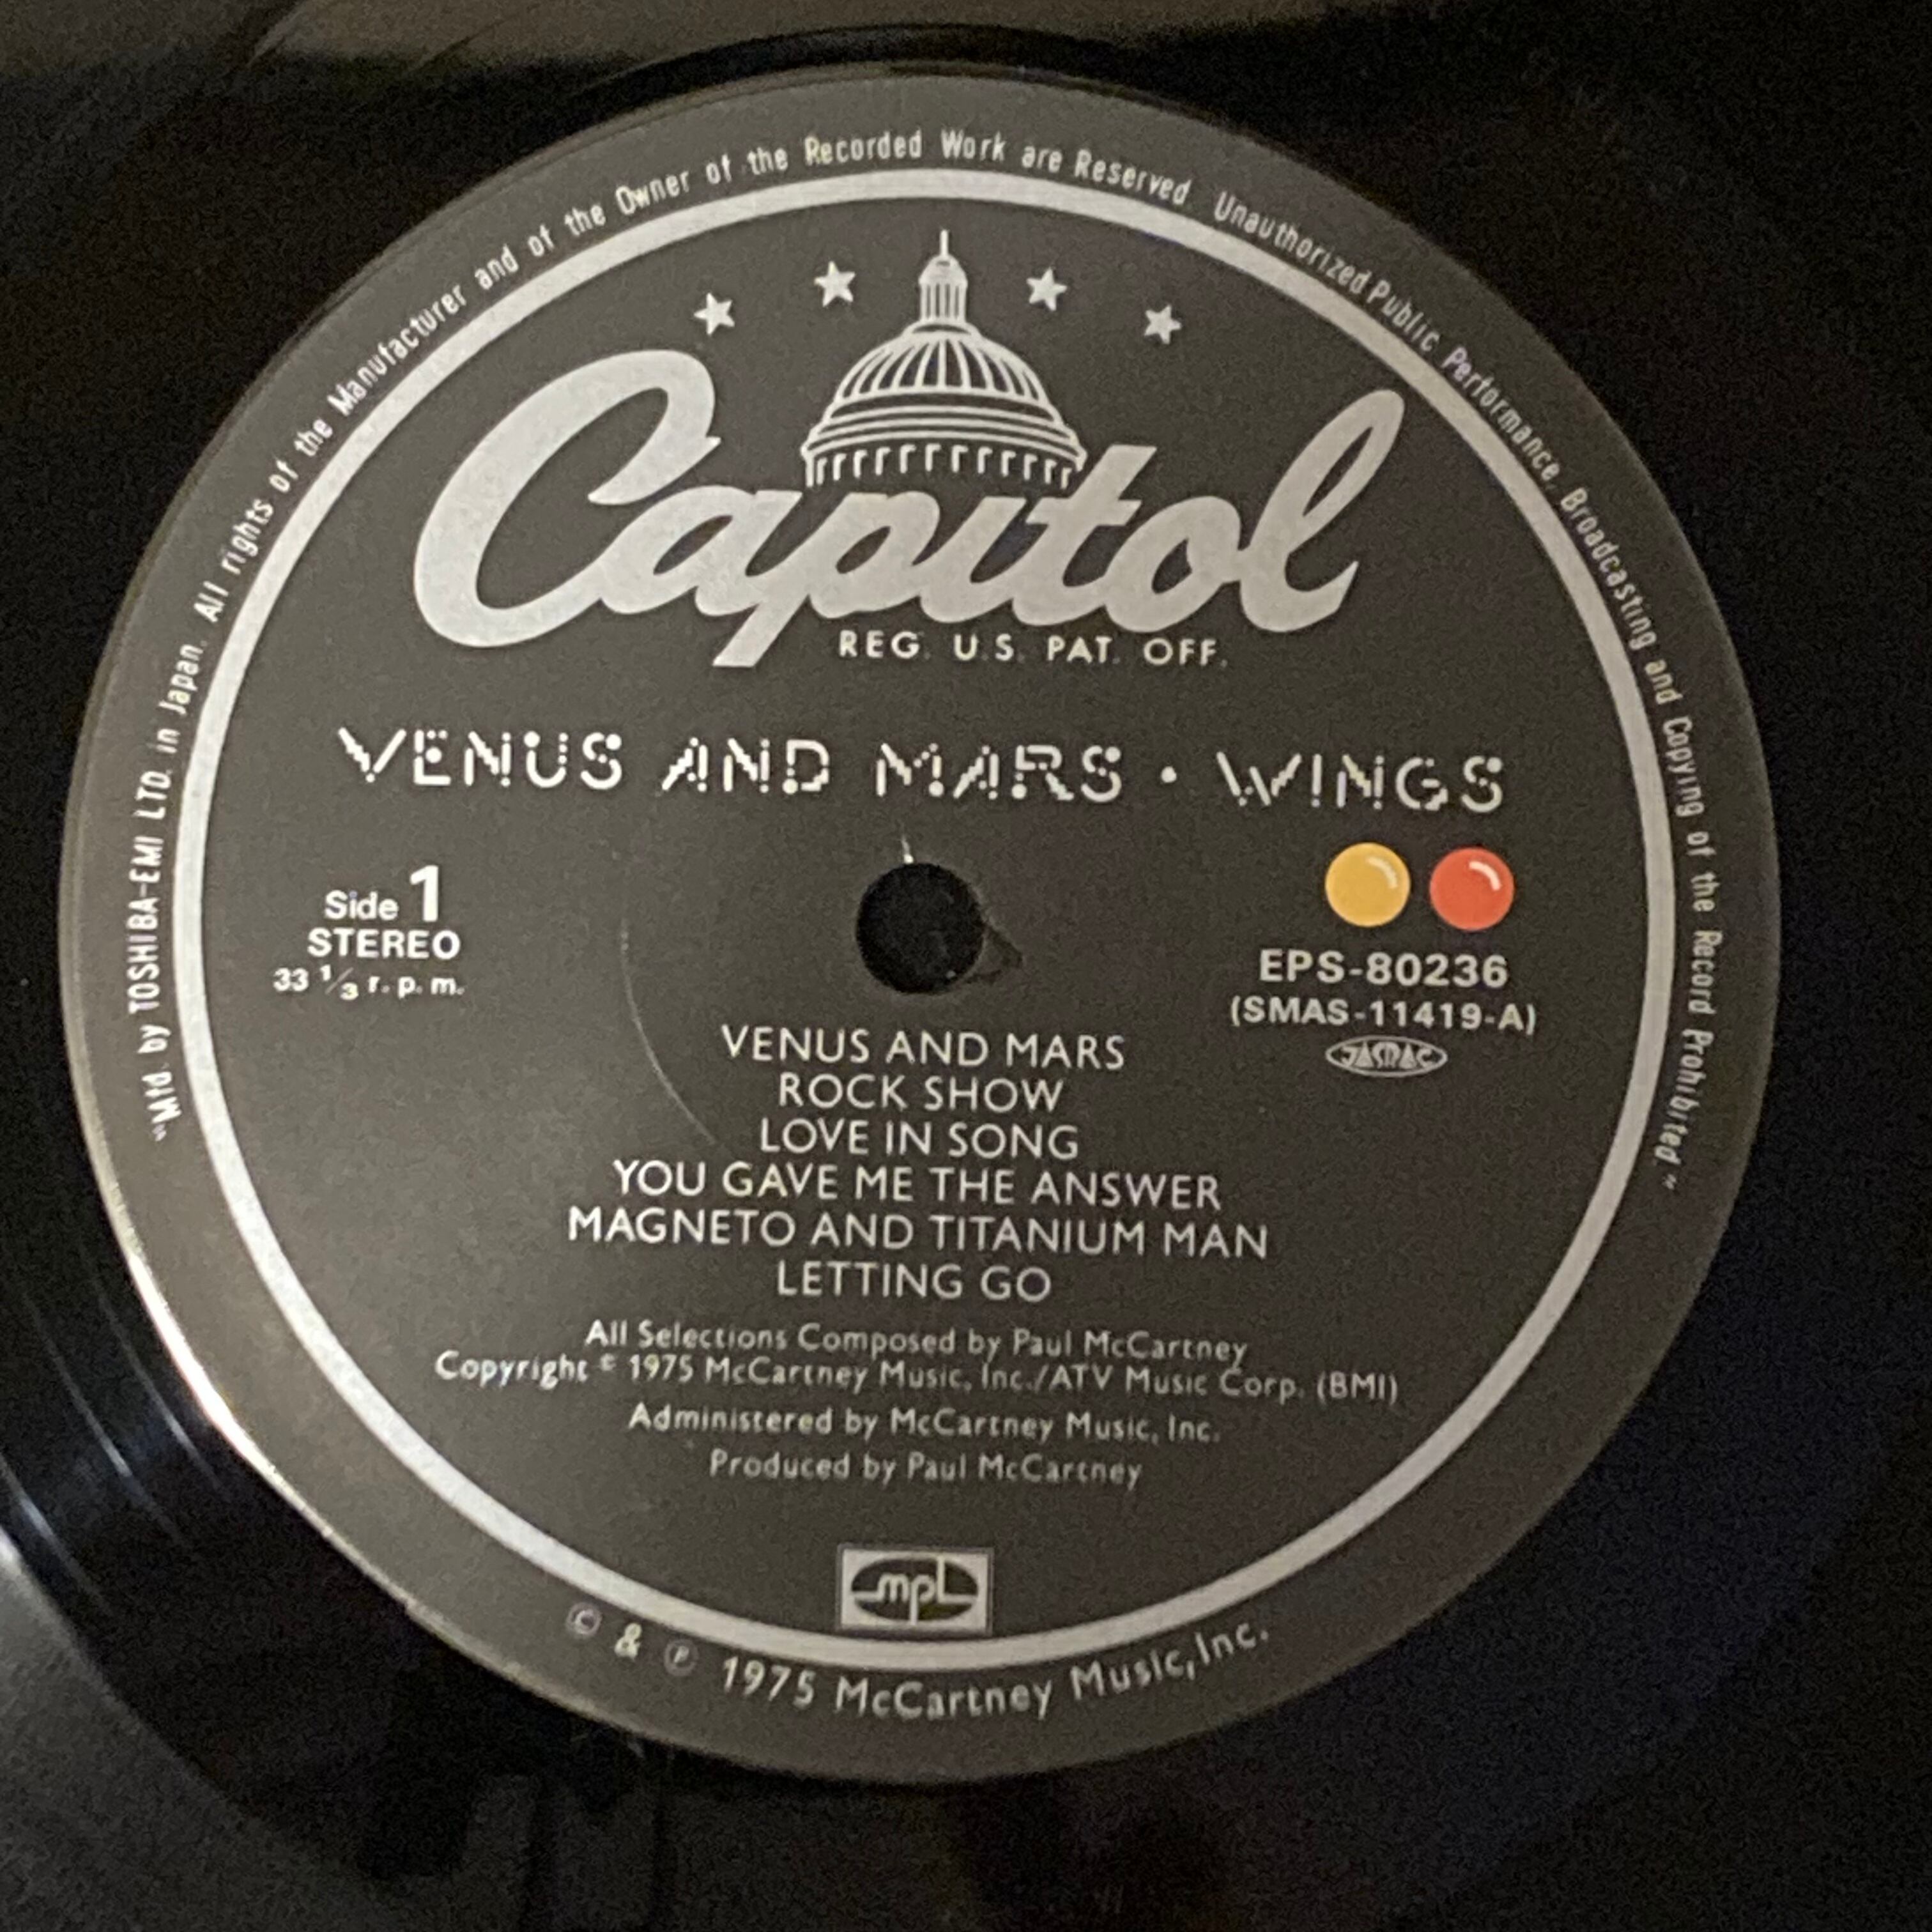 "Mfd. by TOSHIBA-EMI LTD. in Japan. All rights of the Manufacturer and of the Owner of the Recorded Work are Reserved. Unauthorized Public Performance. Broadcasting and Copying of the Record Prohibited."
Capitol
REG. U.S. PAT. OFF.
VENUS AND MARS • WINGS
Side 1
STEREO
33 1/3 r. p. m.
EPS-80236
(SMAS-11419-A)
JASRAC
VENUS AND MARS
ROCK SHOW
LOVE IN SONG
YOU GAVE ME THE ANSWER
MAGNETO AND TITANIUM MAN
LETTING GO
All Selections Composed by Paul McCartney
Copyright © 1975 McCartney Music, Inc./ATV Music Corp. (BMI)
Administered by McCartney Music, Inc.
Produced by Paul McCartney
mpl
© & ℗ 1975 McCartney Music, Inc.